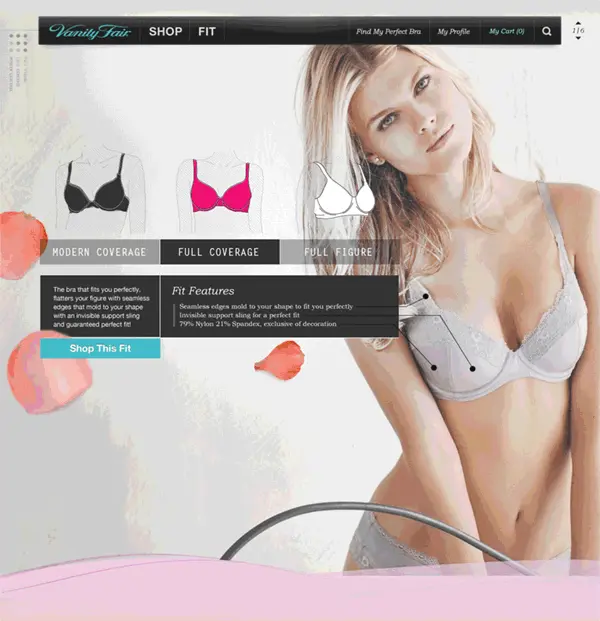 Vanity Fair SHOP FIT Find My Perfect Bra My Profile My Cart (0)
1|6
MODERN COVERAGE FULL COVERAGE FULL FIGURE
The bra that fits you perfectly,
flatters your figure with seamless
edges that mold to your shape
with an invisible support sling
and guaranteed perfect fit!
Shop This Fit
Fit Features
Seamless edges mold to your shape to fit you perfectly
Invisible support sling for a perfect fit
79% Nylon 21% Spandex, exclusive of decoration